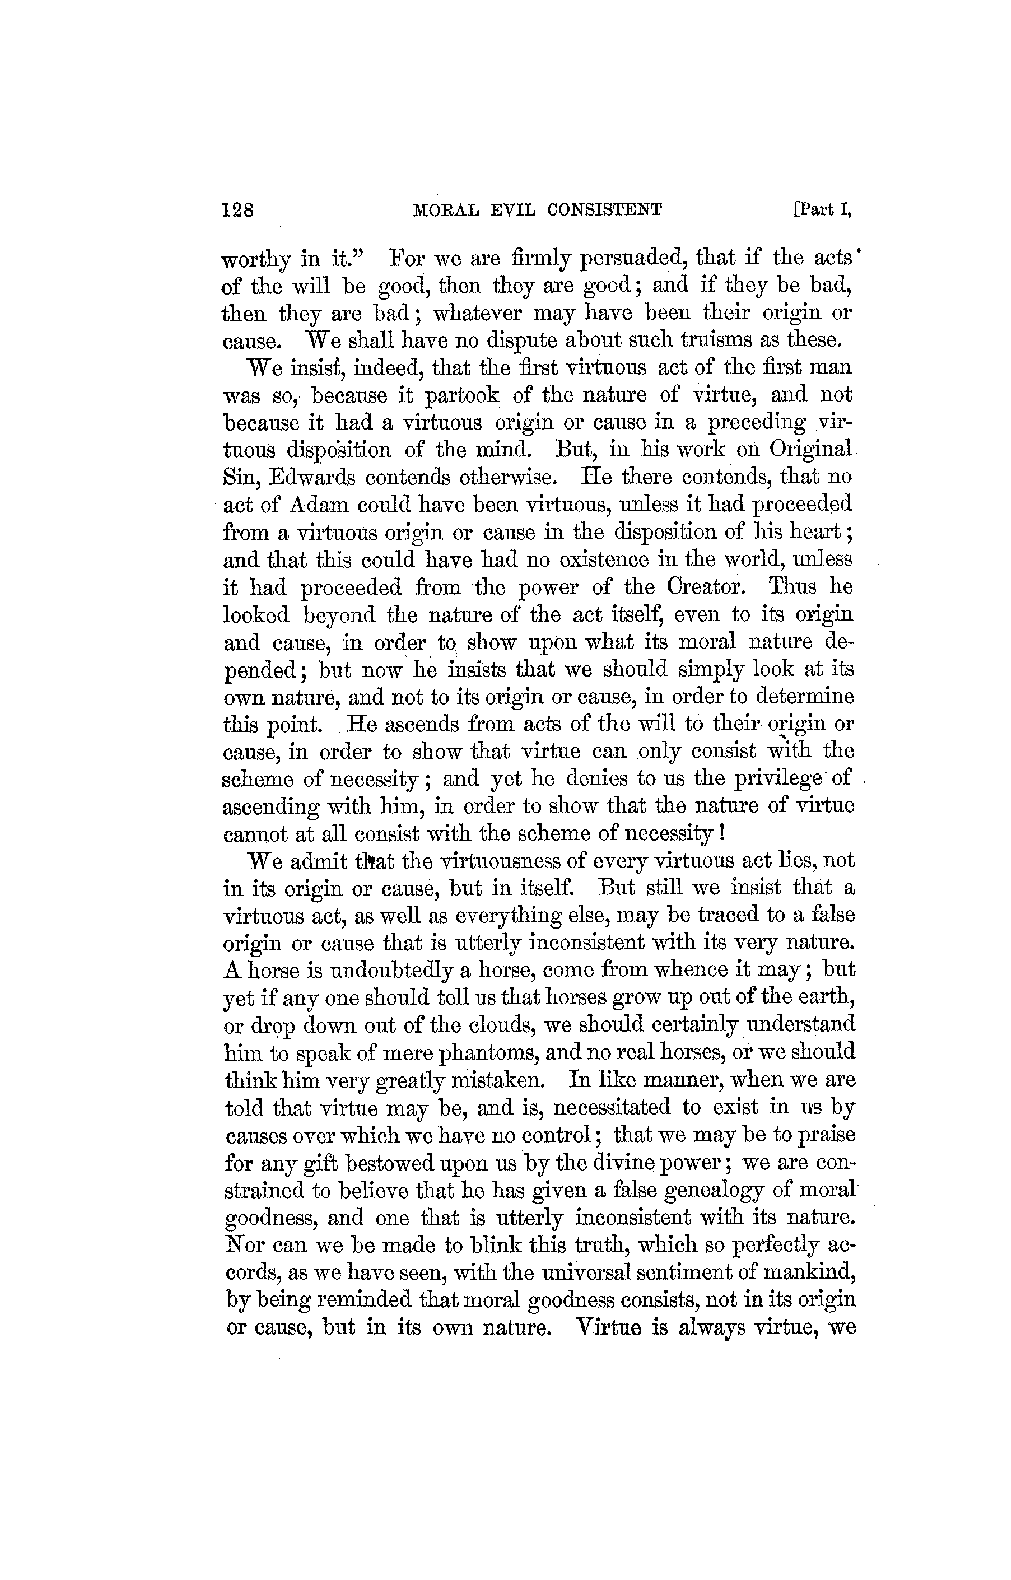 128 MORAL EVIL CONSISTENT [Part I,
worthy in it.” For we are firmly persuaded, that if the acts
of the will be good, then they are good; and if they be bad,
then they are bad; whatever may have been their origin or
cause. We shall have no dispute about such truisms as these.
We insist, indeed, that the first virtuous act of the first man
was so, because it partook of the nature of virtue, and not
because it had a virtuous origin or cause in a preceding vir-
tuous disposition of the mind. But, in his work on Original
Sin, Edwards contends otherwise. He there contends, that no
act of Adam could have been virtuous, unless it had proceeded
from a virtuous origin or cause in the disposition of his heart;
and that this could have had no existence in the world, unless
it had proceeded from the power of the Creator. Thus he
looked beyond the nature of the act itself, even to its origin
and cause, in order to show upon what its moral nature de-
pended; but now he insists that we should simply look at its
own nature, and not to its origin or cause, in order to determine
this point. He ascends from acts of the will to their origin or
cause, in order to show that virtue can only consist with the
scheme of necessity; and yet he denies to us the privilege of
ascending with him, in order to show that the nature of virtue
cannot at all consist with the scheme of necessity!
We admit that the virtuousness of every virtuous act lies, not
in its origin or cause, but in itself. But still we insist that a
virtuous act, as well as everything else, may be traced to a false
origin or cause that is utterly inconsistent with its very nature.
A horse is undoubtedly a horse, come from whence it may; but
yet if any one should tell us that horses grow up out of the earth,
or drop down out of the clouds, we should certainly understand
him to speak of mere phantoms, and no real horses, or we should
think him very greatly mistaken. In like manner, when we are
told that virtue may be, and is, necessitated to exist in us by
causes over which we have no control; that we may be to praise
for any gift bestowed upon us by the divine power; we are con-
strained to believe that he has given a false genealogy of moral
goodness, and one that is utterly inconsistent with its nature.
Nor can we be made to blink this truth, which so perfectly ac-
cords, as we have seen, with the universal sentiment of mankind,
by being reminded that moral goodness consists, not in its origin
or cause, but in its own nature. Virtue is always virtue, we